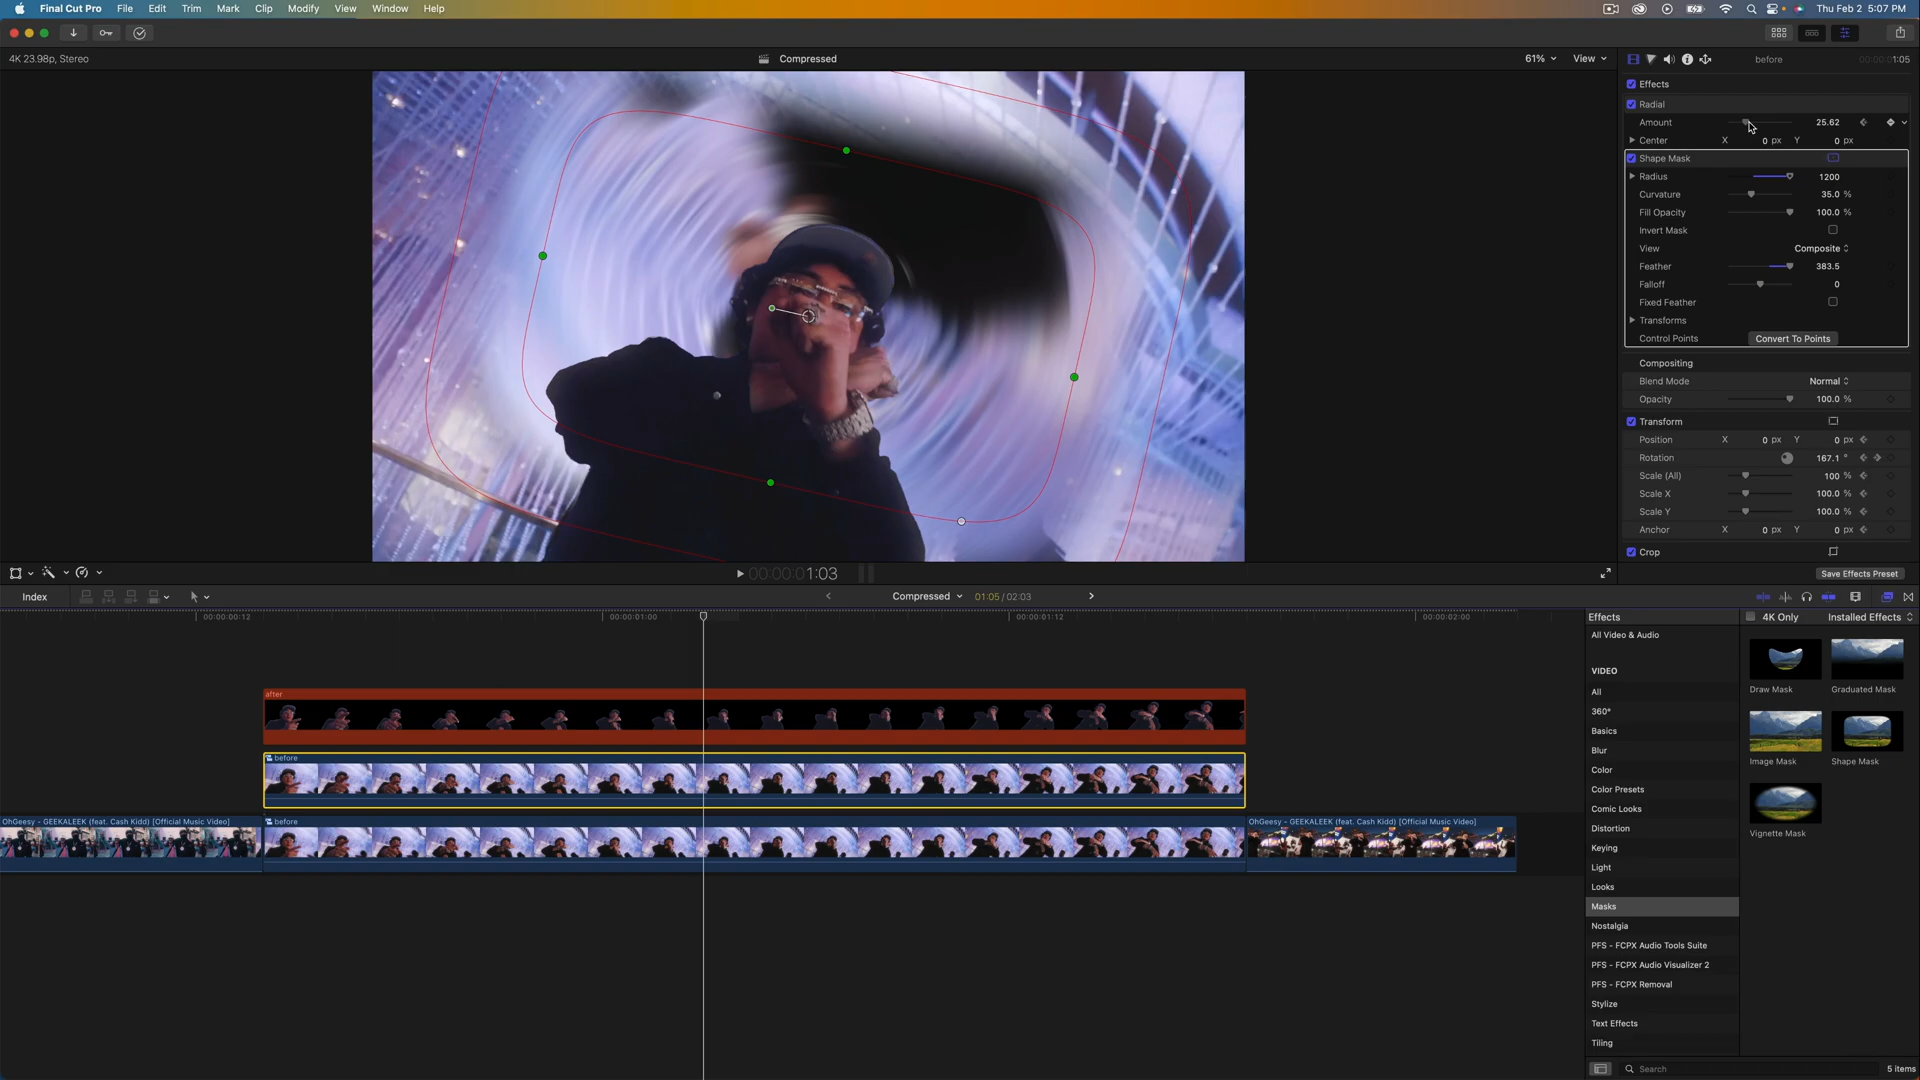 Final Cut Pro File Edit Trim Mark Clip Modify View Window Help Thu Feb 2 5:07 PM
4K 23.98p, Stereo Compressed 61% View before 00:00:01:05
Effects
Radial
Amount 25.62
Center X 0 px Y 0 px
Shape Mask
Radius 1200
Curvature 35.0 %
Fill Opacity 100.0 %
Invert Mask
View Composite
Feather 383.5
Falloff 0
Fixed Feather
Transforms
Control Points Convert To Points
Compositing
Blend Mode Normal
Opacity 100.0 %
Transform
Position X 0 px Y 0 px
Rotation 167.1 °
Scale (All) 100 %
Scale X 100.0 %
Scale Y 100.0 %
Anchor X 0 px Y 0 px
Crop
00:00:01:03 Save Effects Preset
Index Compressed 01:05 / 02:03
00:00:00:12 00:00:01:00 00:00:01:12 00:00:02:00
after
before
OhGeesy - GEEKALEEK (feat. Cash Kidd) [Official Music Video] before OhGeesy - GEEKALEEK (feat. Cash Kidd) [Official Music Video]
Effects 4K Only Installed Effects
All Video & Audio
VIDEO
All
360°
Basics
Blur
Color
Color Presets
Comic Looks
Distortion
Keying
Light
Looks
Masks
Nostalgia
PFS - FCPX Audio Tools Suite
PFS - FCPX Audio Visualizer 2
PFS - FCPX Removal
Stylize
Text Effects
Tiling
Draw Mask Graduated Mask
Image Mask Shape Mask
Vignette Mask
Search 5 items